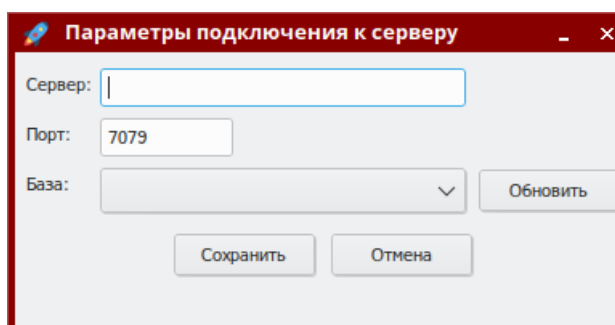 Параметры подключения к серверу
Сервер:
Порт: 7079
База: Обновить
Сохранить Отмена